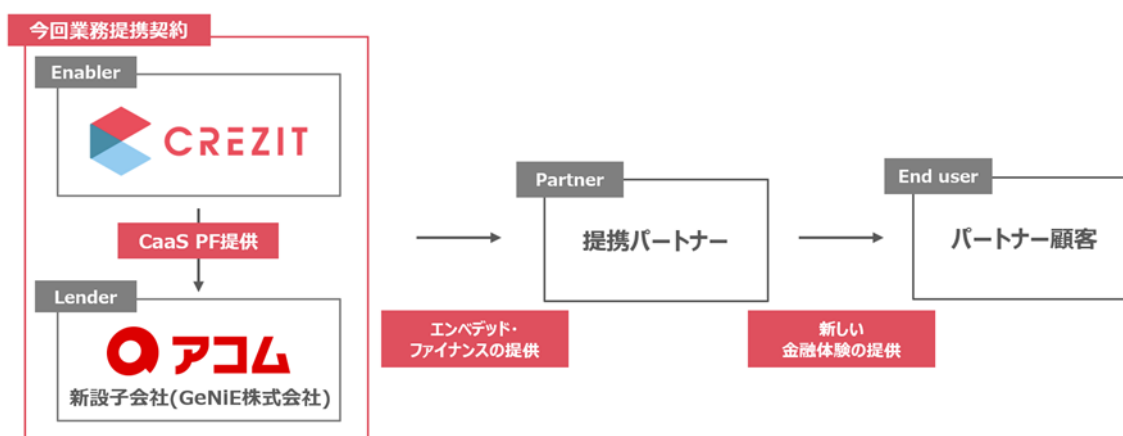 今回業務提携契約
Enabler
CREZIT
CaaS PF提供
Lender
アコム
新設子会社(GeNiE株式会社)
エンベデッド・
ファイナンスの提供
Partner
提携パートナー
新しい
金融体験の提供
End user
パートナー顧客